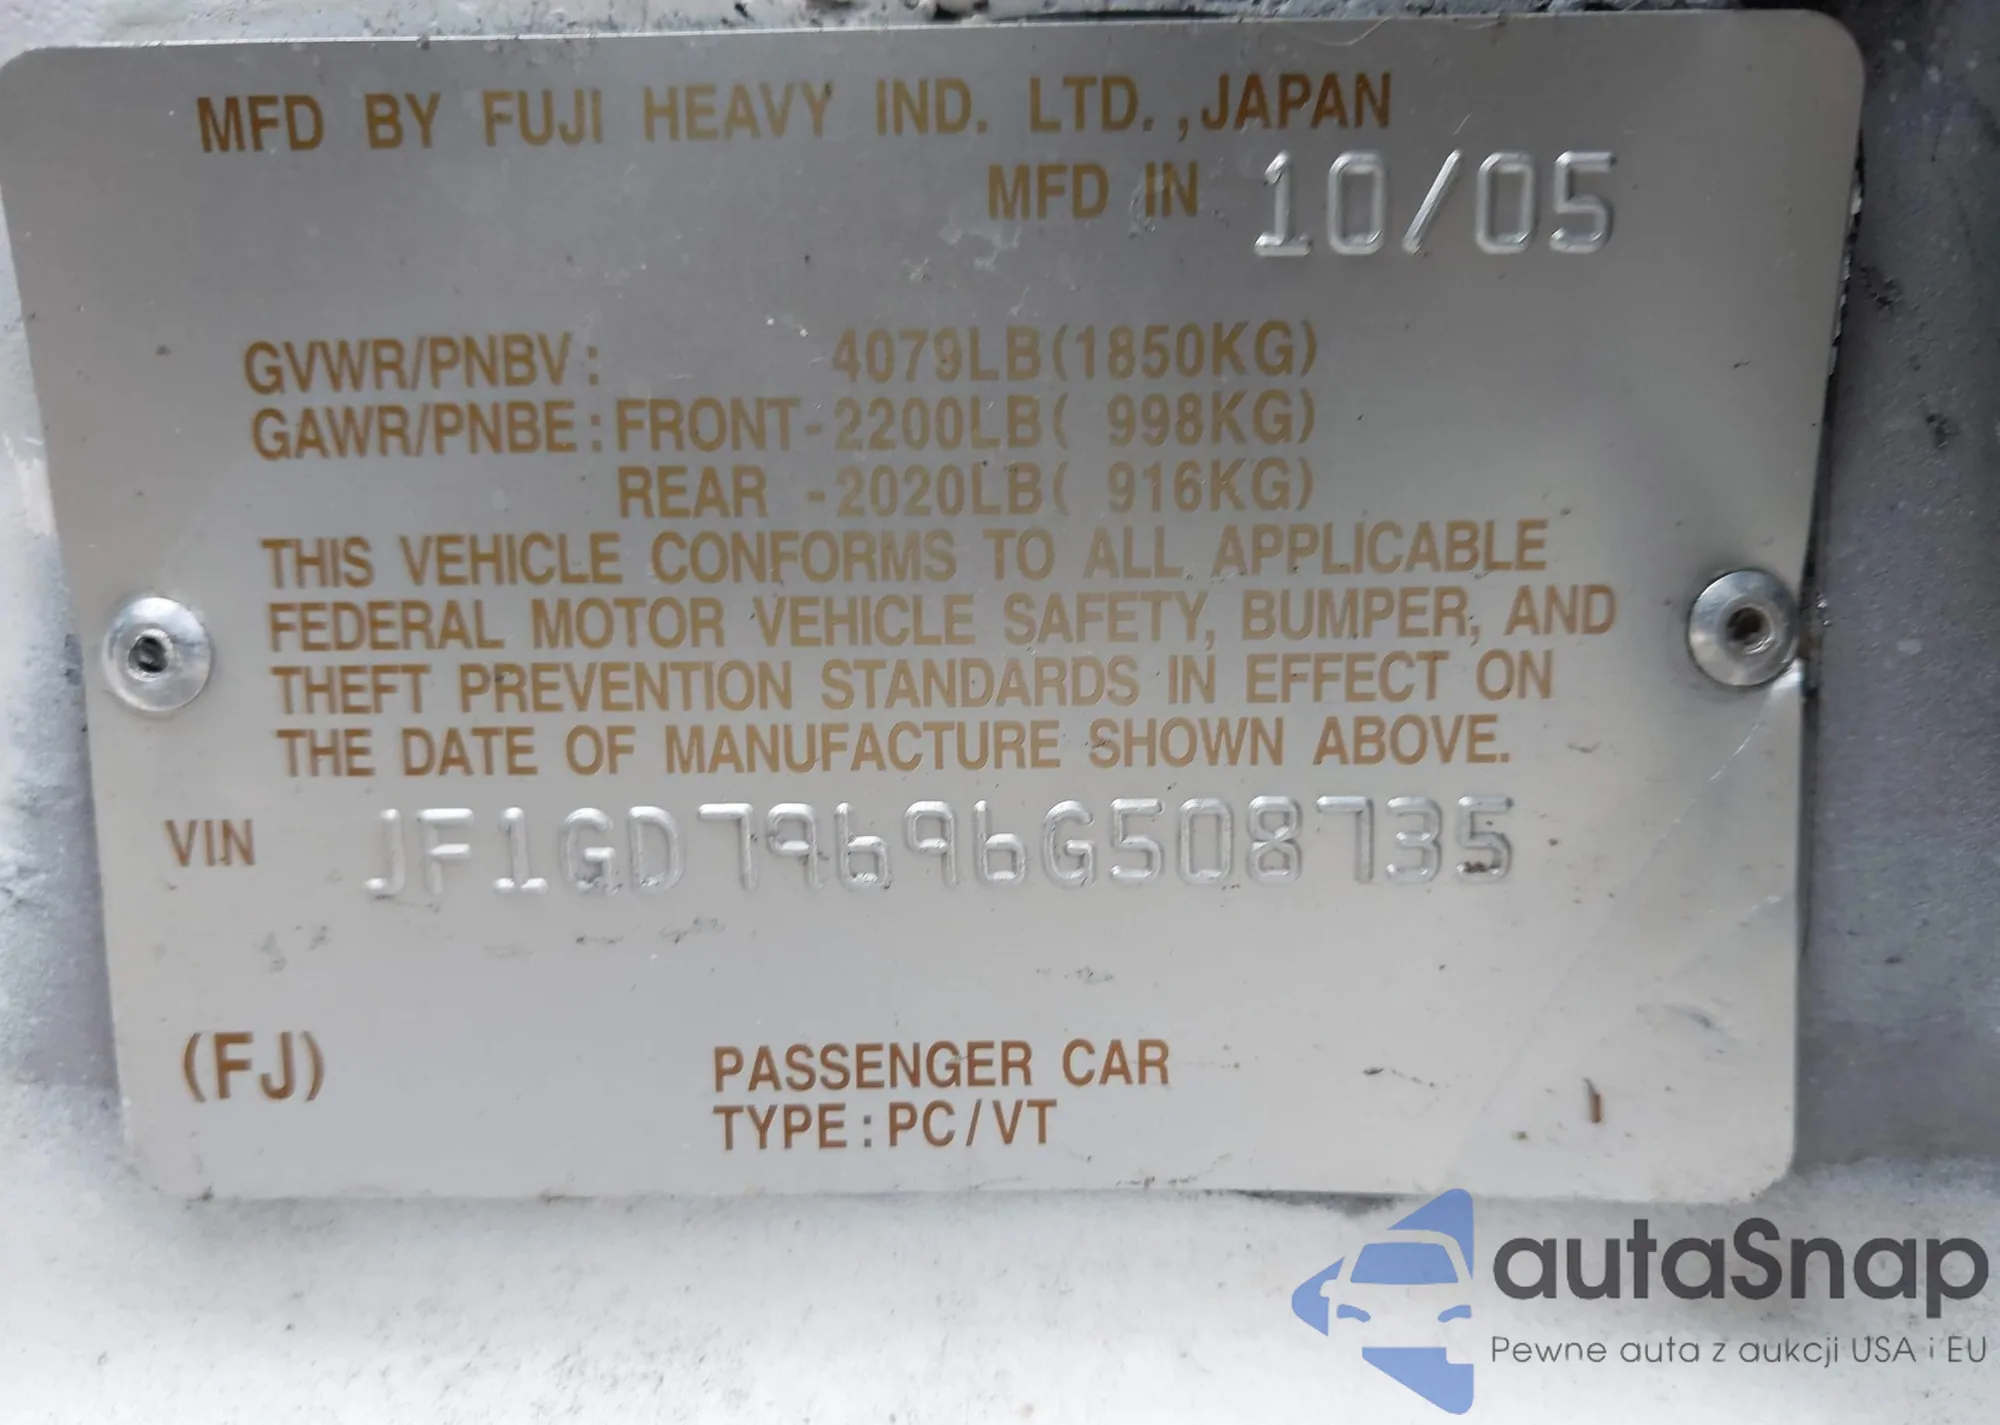 MFD BY FUJI HEAVY IND. LTD.,JAPAN
MFD IN 10/05
GVWR/PNBV: 4079LB(1850KG)
GAWR/PNBE:FRONT-2200LB( 998KG)
REAR -2020LB( 916KG)
THIS VEHICLE CONFORMS TO ALL APPLICABLE
FEDERAL MOTOR VEHICLE SAFETY, BUMPER, AND
THEFT PREVENTION STANDARDS IN EFFECT ON
THE DATE OF MANUFACTURE SHOWN ABOVE.
VIN JF1GD79696G508735
(FJ) PASSENGER CAR
TYPE:PC/VT
autaSnap
Pewne auta z aukcji USA i EU